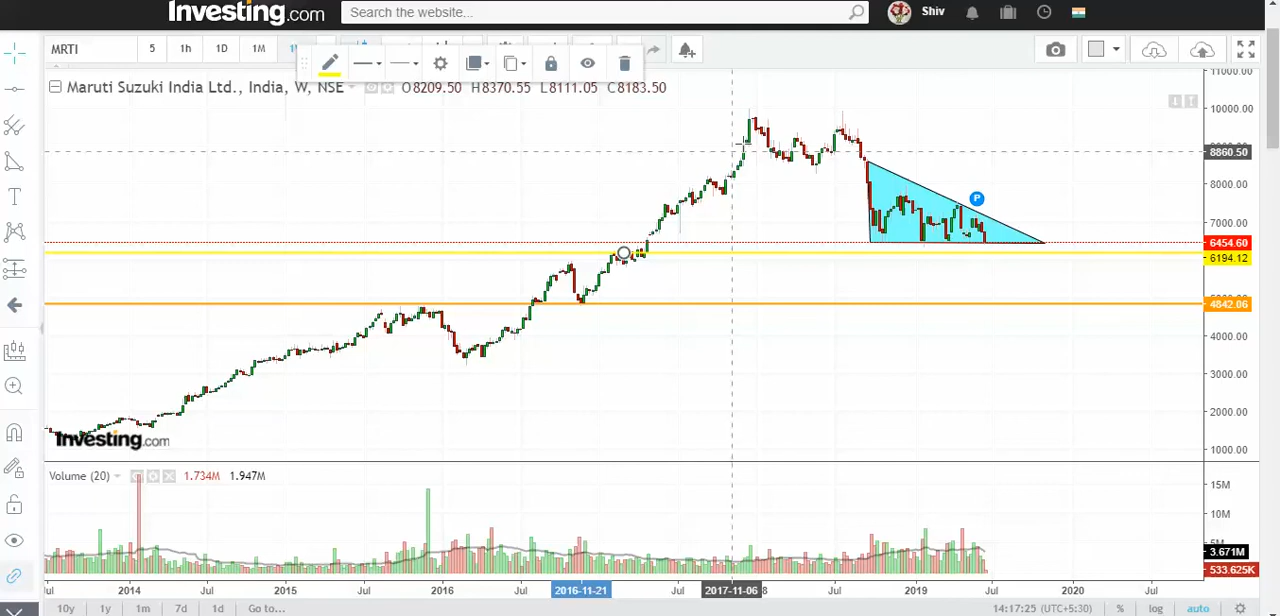 Investing.com
Search the website...
Shiv
MRTI 5 1h 1D 1M
Maruti Suzuki India Ltd., India, W, NSE O8209.50 H8370.55 L8111.05 C8183.50
11000.00
10000.00
8860.50
8000.00
P
7000.00
6454.60
6194.12
4842.06
4000.00
3000.00
2000.00
Investing.com
1000.00
Volume (20) 1.734M 1.947M
15M
10M
5M
3.671M
533.625K
2014 Jul 2015 Jul 2016 Jul 2016-11-21 Jul 2017-11-06 8 Jul 2019 Jul 2020 Jul
10y 1y 1m 7d 1d Go to... 14:17:25 (UTC+5:30) % log auto